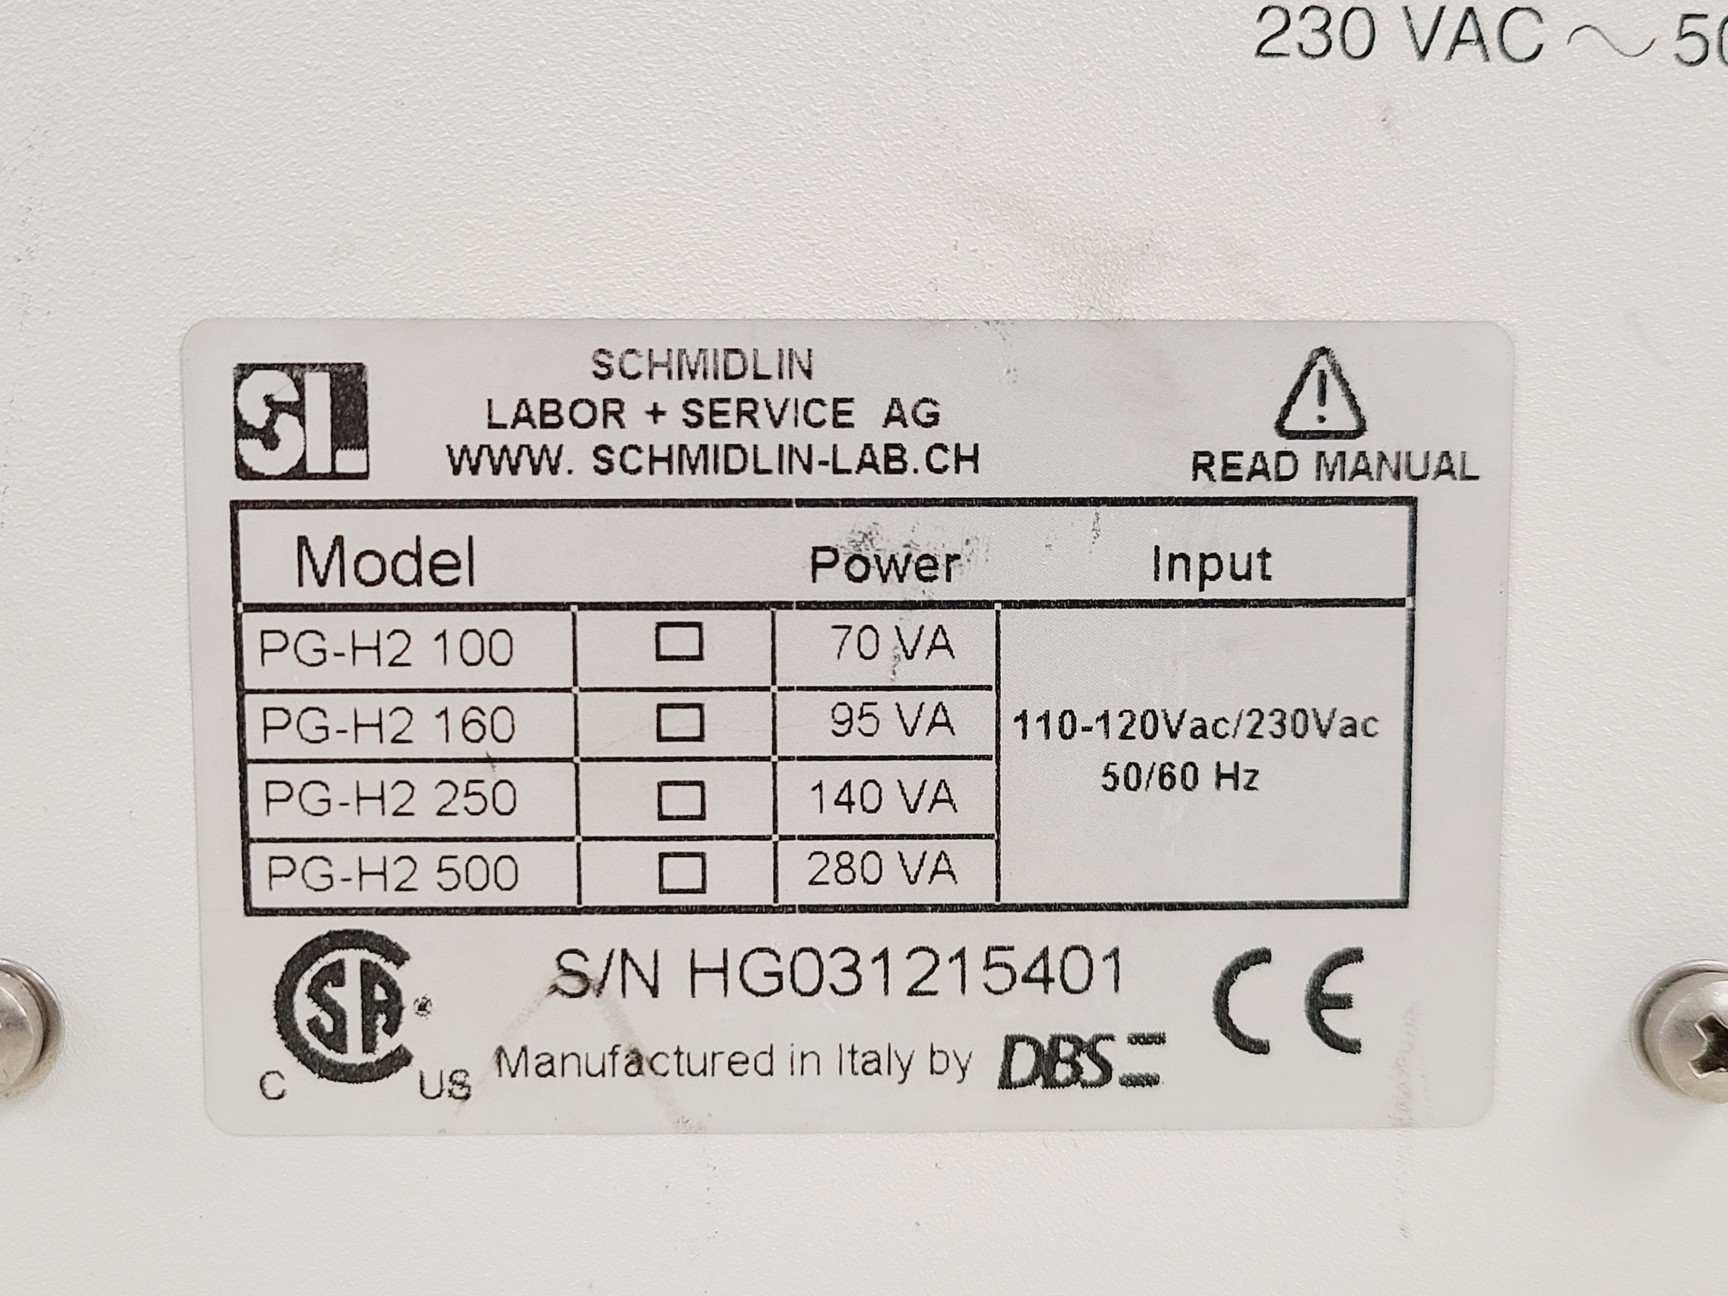 230 VAC ~ 50
SL
SCHMIDLIN
LABOR + SERVICE AG
WWW. SCHMIDLIN-LAB.CH
READ MANUAL
Model Power Input
PG-H2 100 70 VA
PG-H2 160 95 VA
PG-H2 250 140 VA
PG-H2 500 280 VA
110-120Vac/230Vac
50/60 Hz
S/N HG031215401
CSA ®
C US
Manufactured in Italy by DBS
CE